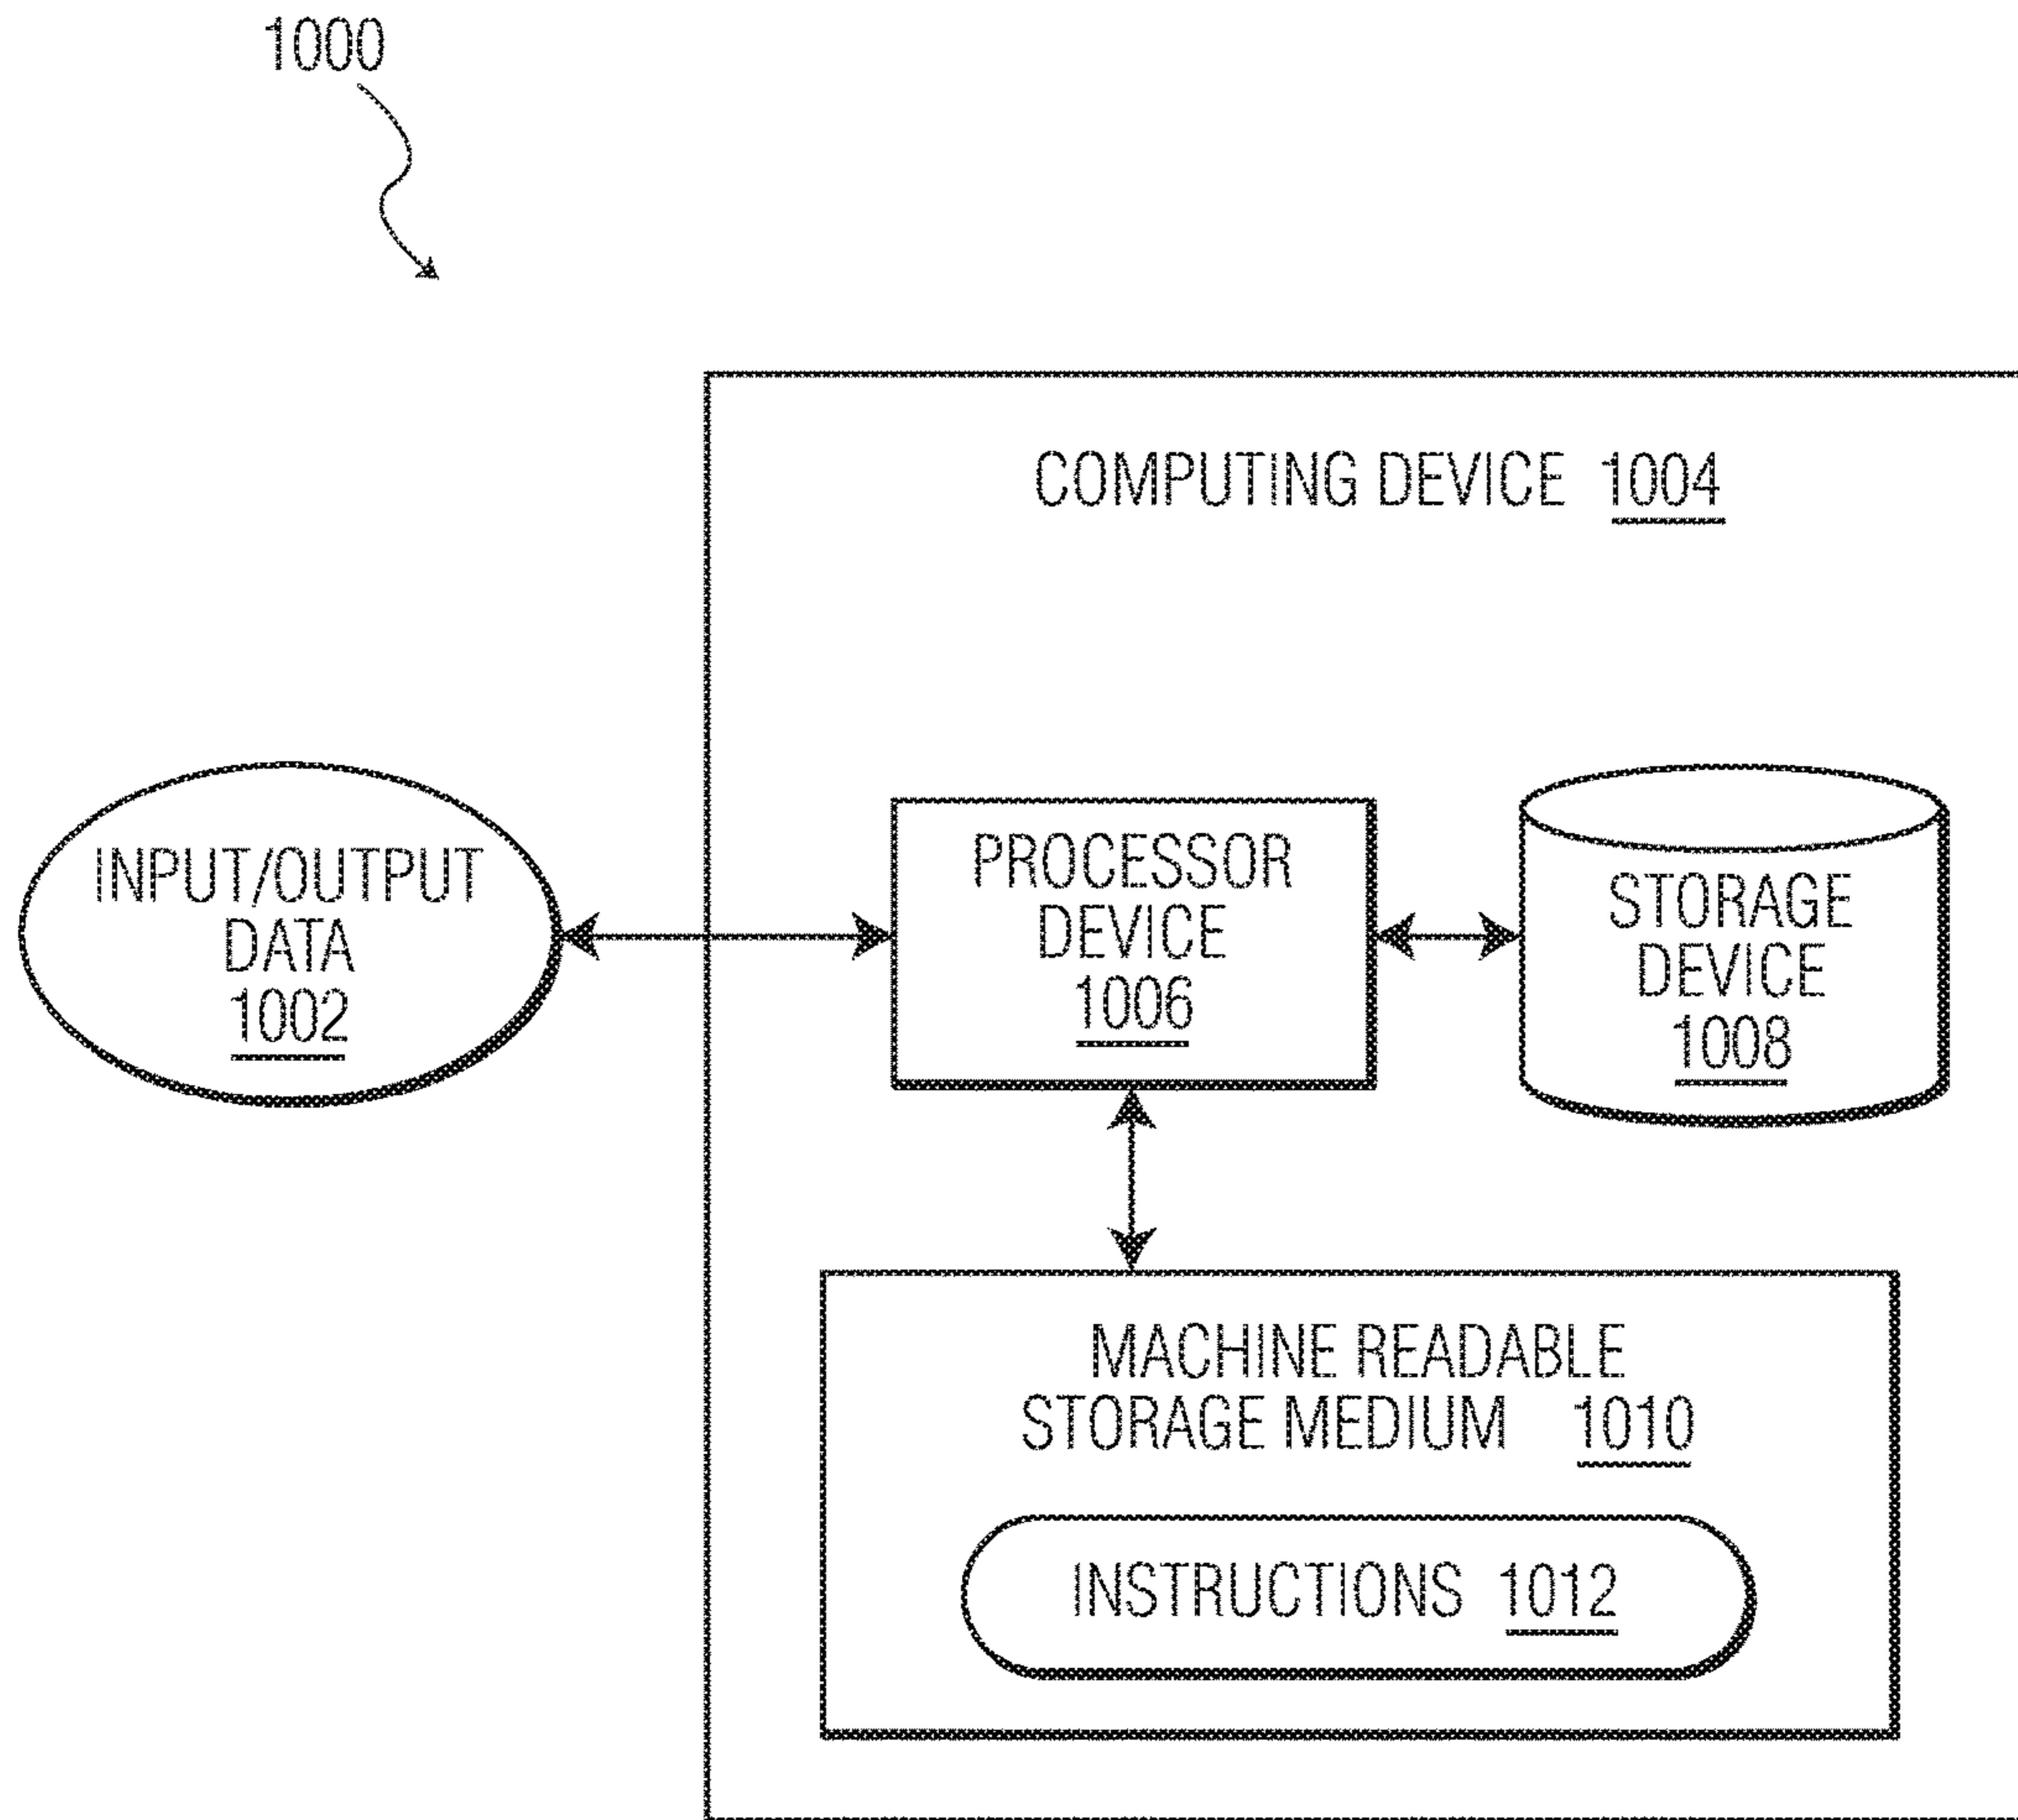 1000
COMPUTING DEVICE 1004
INPUT/OUTPUT
DATA
1002
PROCESSOR
DEVICE
1006
STORAGE
DEVICE
1008
MACHINE READABLE
STORAGE MEDIUM 1010
INSTRUCTIONS 1012